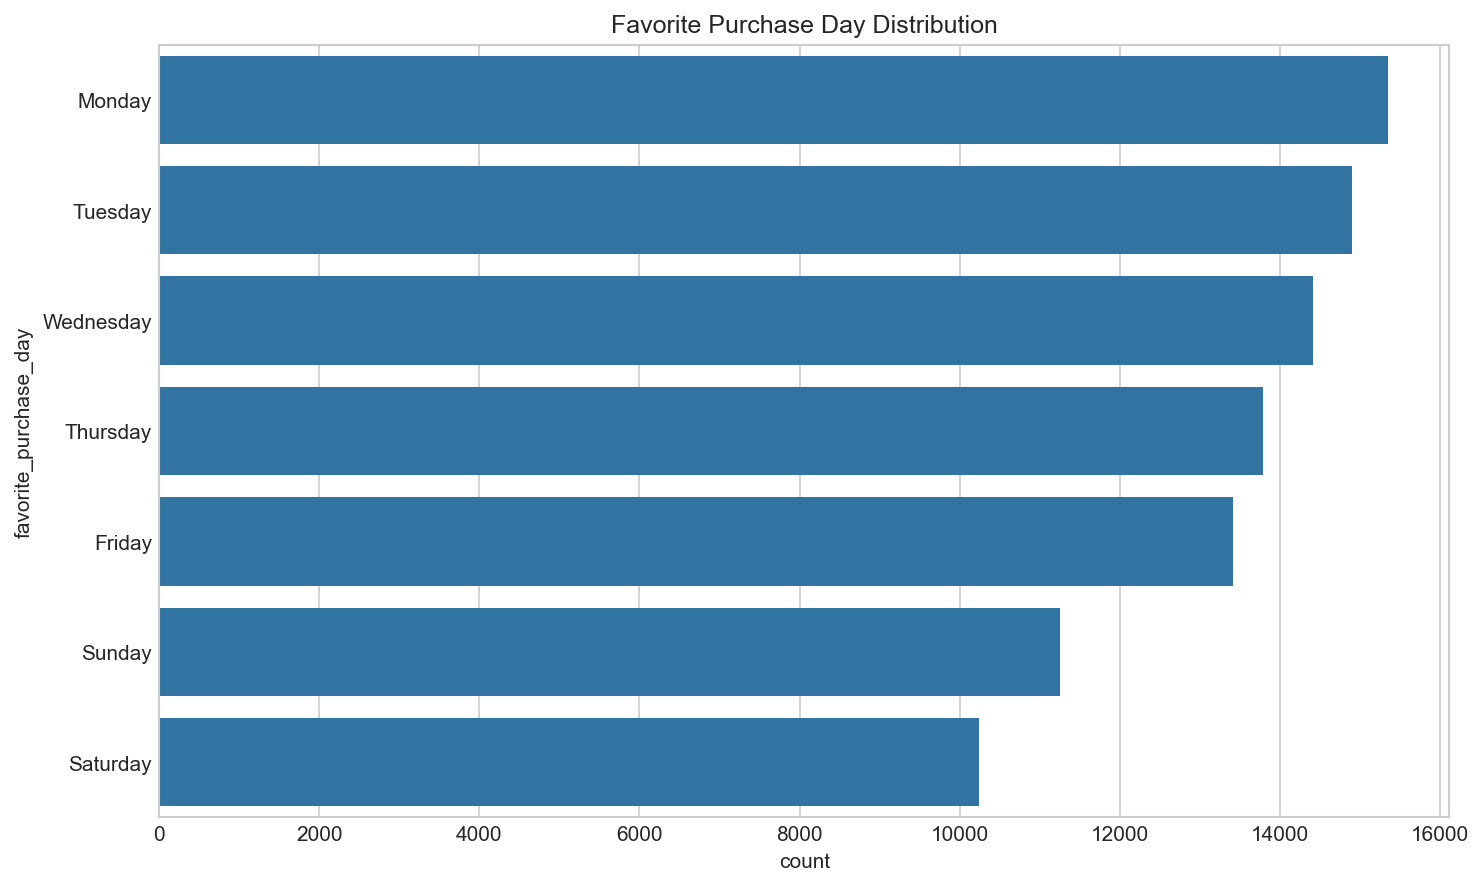 Favorite Purchase Day Distribution
favorite_purchase_day
Monday
Tuesday
Wednesday
Thursday
Friday
Sunday
Saturday
0 2000 4000 6000 8000 10000 12000 14000 16000
count